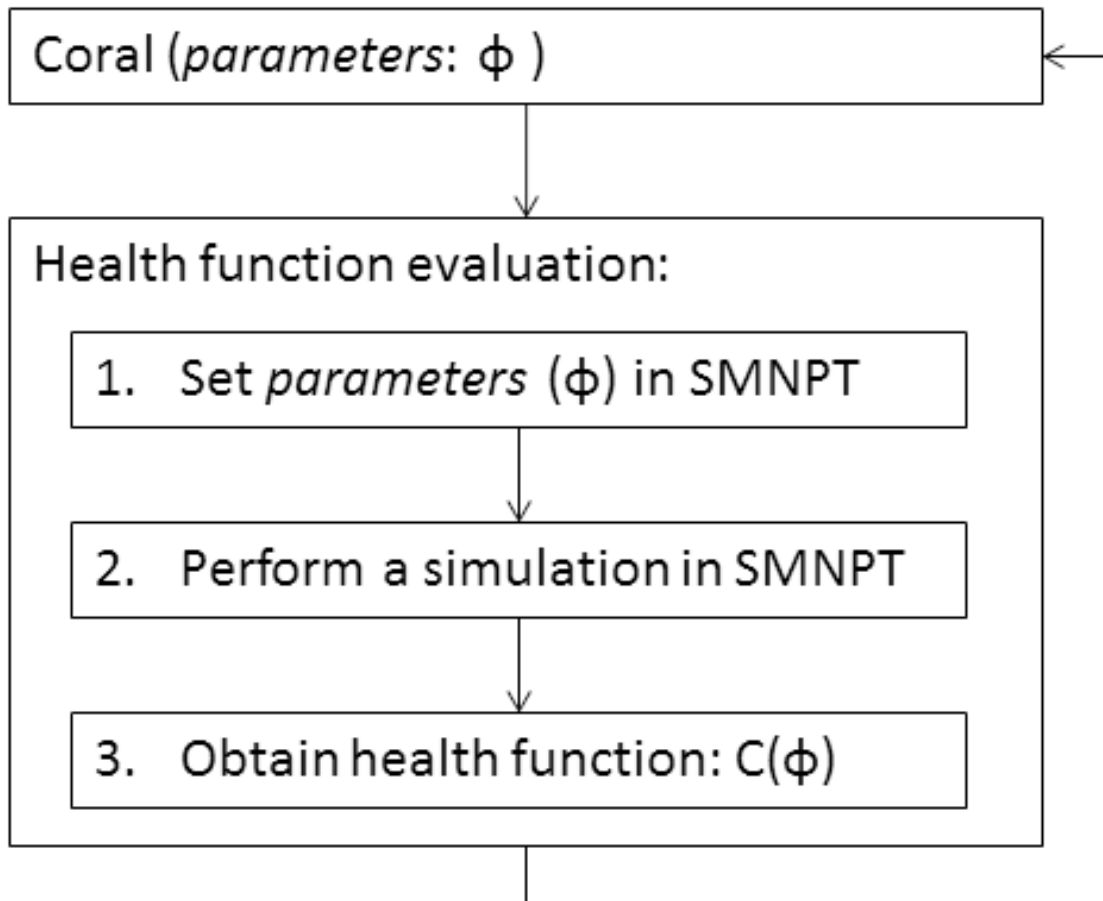 Coral (parameters: ϕ )
Health function evaluation:
1. Set parameters (ϕ) in SMNPT
2. Perform a simulation in SMNPT
3. Obtain health function: C(ϕ)